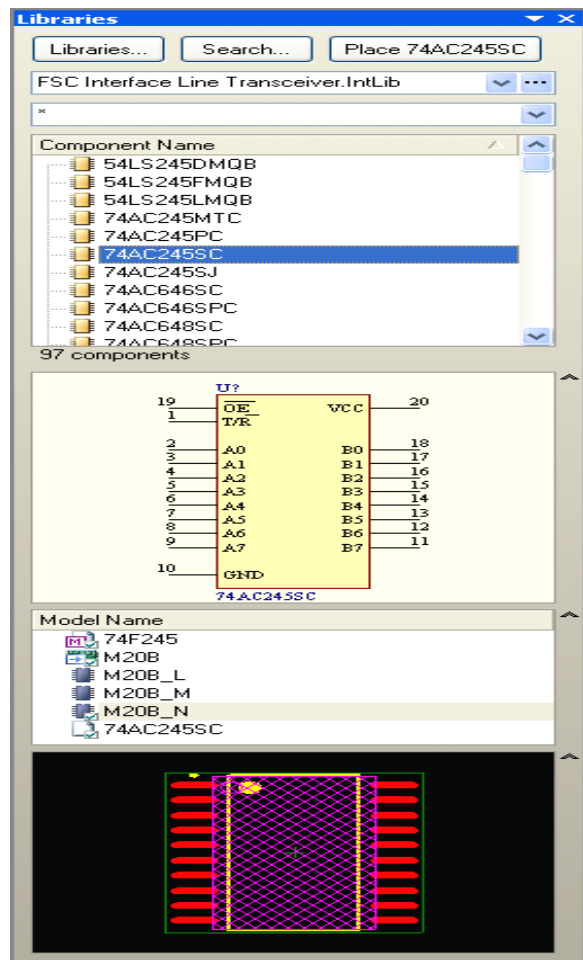 Libraries
Libraries... Search... Place 74AC245SC
FSC Interface Line Transceiver.IntLib ...
*
Component Name
54LS245DMQB
54LS245FMQB
54LS245LMQB
74AC245MTC
74AC245PC
74AC245SC
74AC245SJ
74AC646SC
74AC646SPC
74AC648SC
74AC648SPC
97 components
U?
19 OE VCC 20
1 T/R
2 A0 B0 18
3 A1 B1 17
4 A2 B2 16
5 A3 B3 15
6 A4 B4 14
7 A5 B5 13
8 A6 B6 12
9 A7 B7 11
10 GND
74AC245SC
Model Name
M 74F245
M20B
M20B_L
M20B_M
M20B_N
74AC245SC